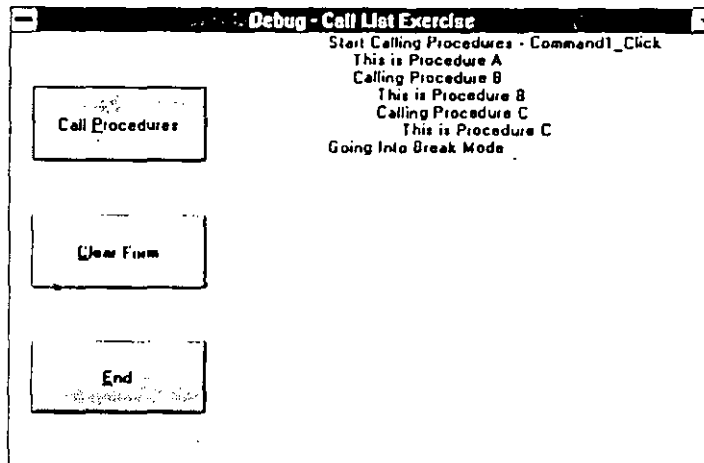 Debug - Call List Exercise
Start Calling Procedures - Command1_Click
This is Procedure A
Calling Procedure B
This is Procedure B
Calling Procedure C
This is Procedure C
Going Into Break Mode
Call Procedures
Clear Form
End